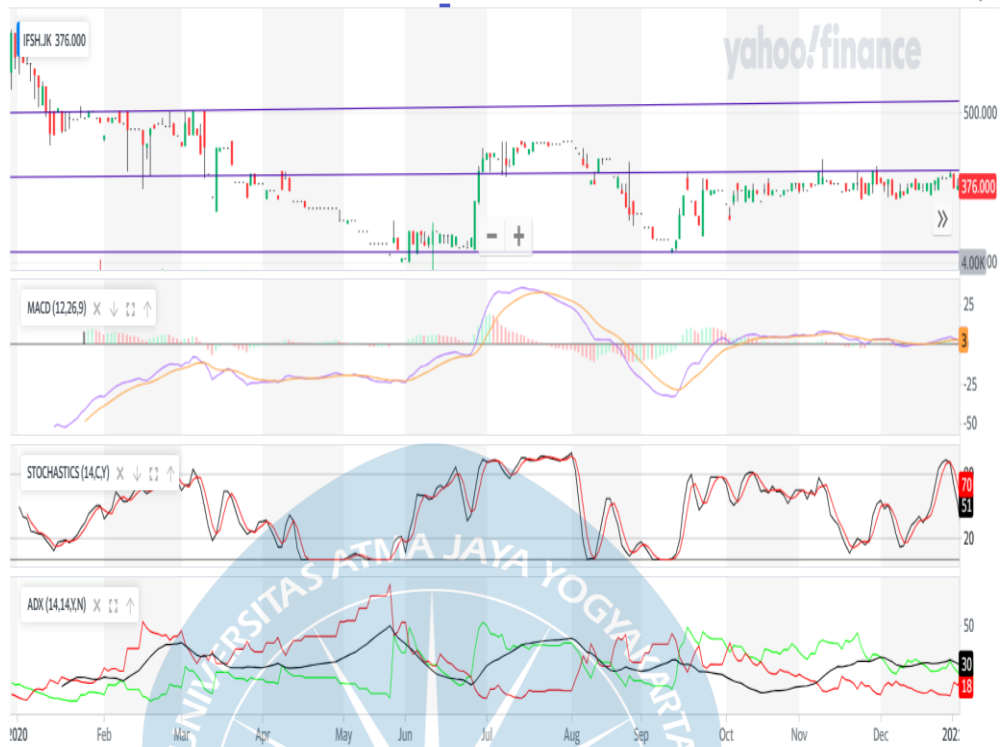 IFSH.JK 376.000
yahoo!finance
500.000
376.000
4.00K
00
MACD (12,26,9)
25
3
-25
-50
STOCHASTICS (14,C,Y)
70
51
20
ADX (14,14,Y,N)
50
30
18
2020 Feb Mar Apr May Jun Jul Aug Sep Oct Nov Dec 202
UNIVERSITAS ATMA JAYA YOGYAKARTA